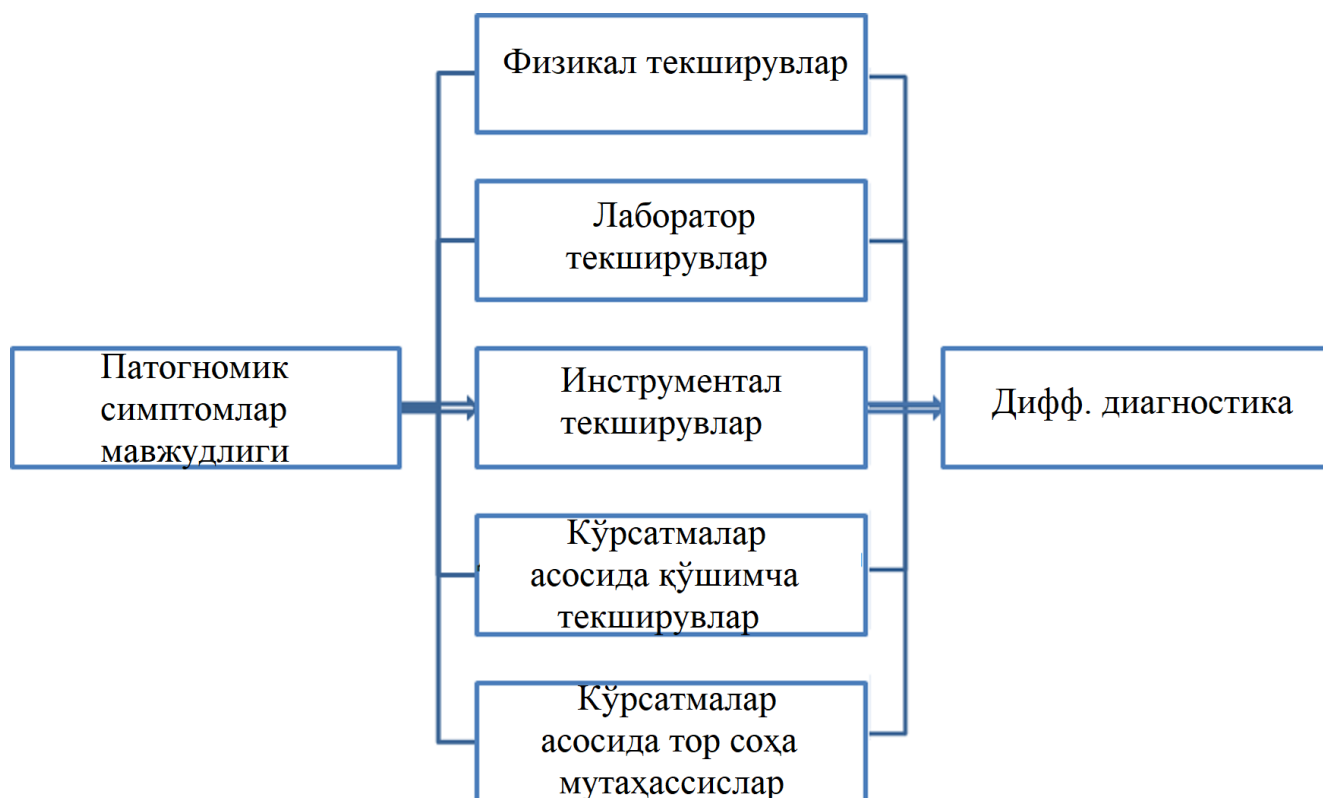 Физикал текширувлар
Лаборатор
текширувлар
Патогномик
симптомлар
мавжудлиги
Инструментал
текширувлар
Дифф. диагностика
Кўрсатмалар
асосида қўшимча
текширувлар
Кўрсатмалар
асосида тор соҳа
мутаҳассислар